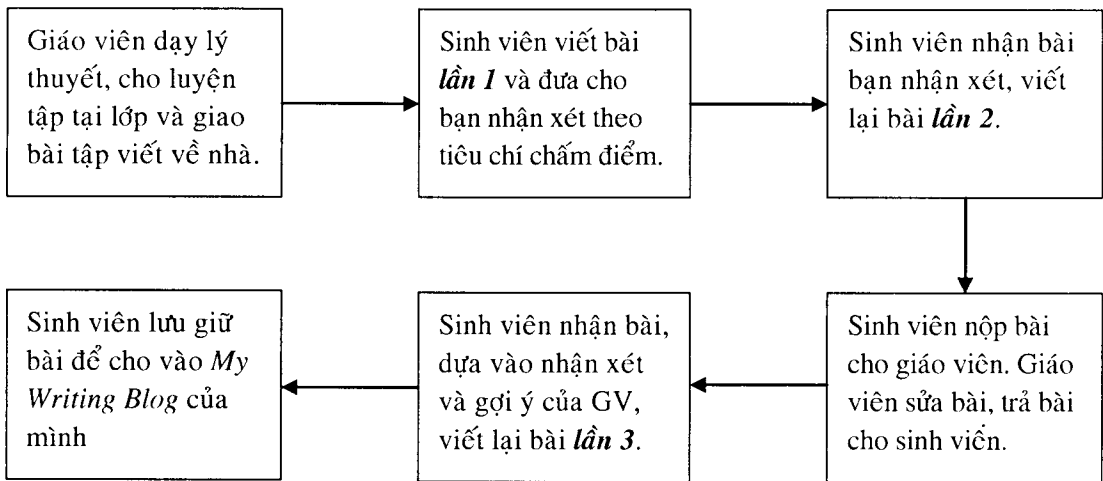 Giáo viên dạy lý
thuyết, cho luyện
tập tại lớp và giao
bài tập viết về nhà.
Sinh viên viết bài
lần 1 và đưa cho
bạn nhận xét theo
tiêu chí chấm điểm.
Sinh viên nhận bài
bạn nhận xét, viết
lại bài lần 2.
Sinh viên nộp bài
cho giáo viên. Giáo
viên sửa bài, trả bài
cho sinh viên.
Sinh viên nhận bài,
dựa vào nhận xét
và gợi ý của GV,
viết lại bài lần 3.
Sinh viên lưu giữ
bài để cho vào My
Writing Blog của
mình